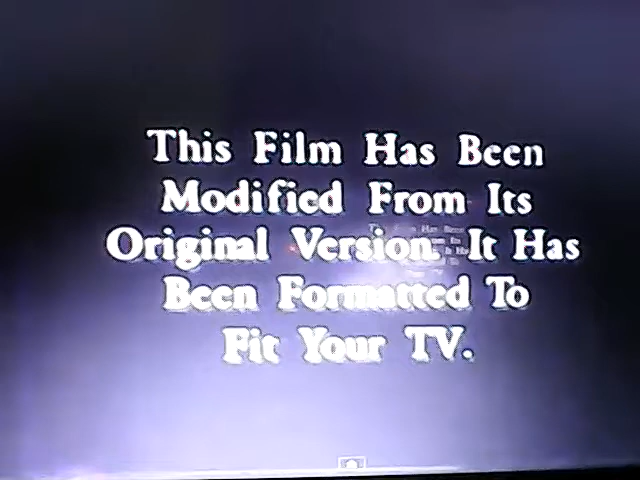 This Film Has Been
Modified From Its
Original Version. It Has
Been Formatted To
Fit Your TV.